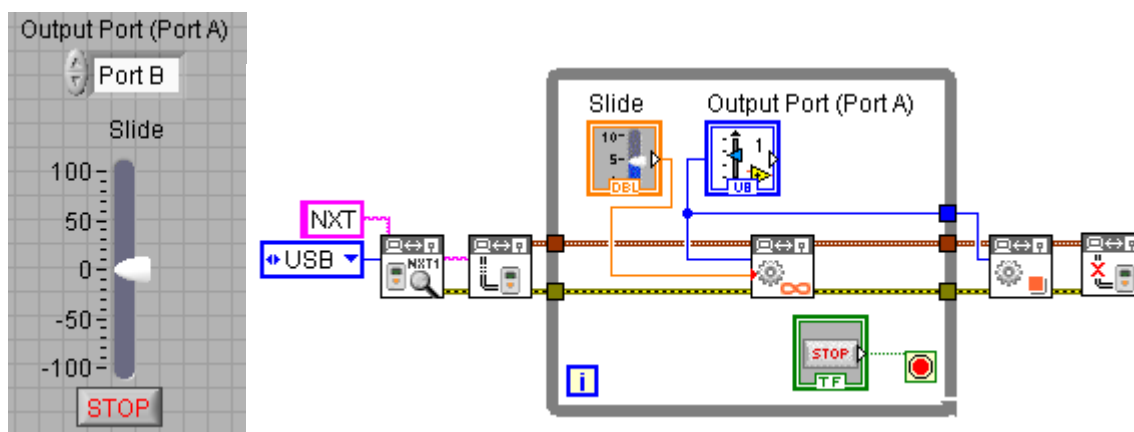 Output Port (Port A)
Port B
Slide
100
50
0
-50
-100
STOP
Slide
Output Port (Port A)
10
5
DBL
1
U8
NXT
USB
NXT1
STOP
TF
i